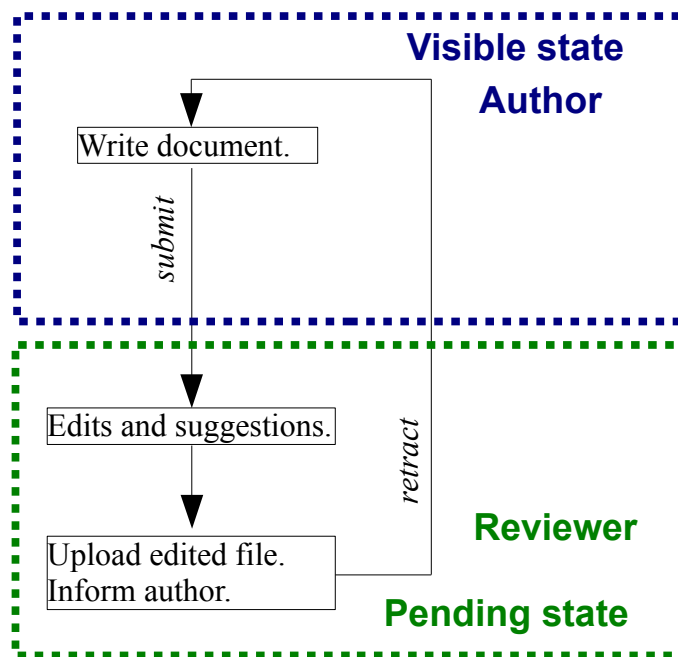 Visible state
Author
Write document.
submit
Edits and suggestions.
retract
Reviewer
Upload edited file.
Inform author.
Pending state